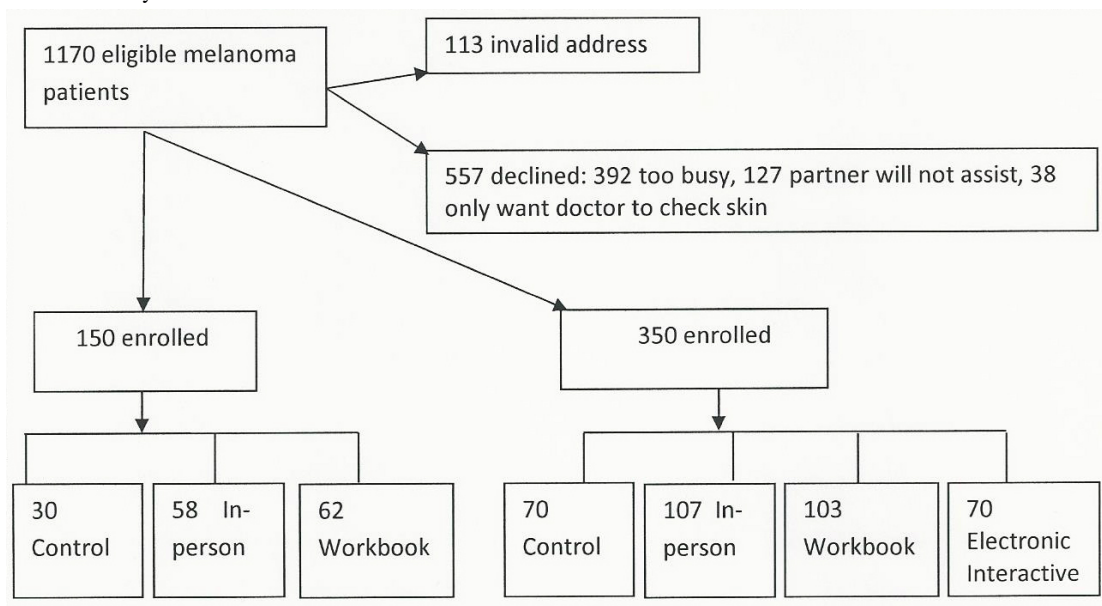 1170 eligible melanoma
patients
113 invalid address
557 declined: 392 too busy, 127 partner will not assist, 38
only want doctor to check skin
150 enrolled
350 enrolled
30
Control
58 In-
person
62
Workbook
70
Control
107 In-
person
103
Workbook
70
Electronic
Interactive